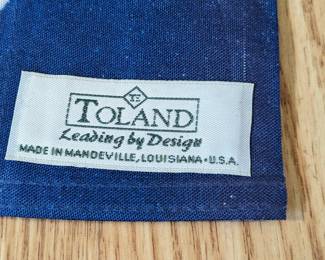 TOLAND
Leading by Design
MADE IN MANDEVILLE, LOUISIANA • U.S.A.